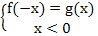 f(−x) = g(x)
x < 0